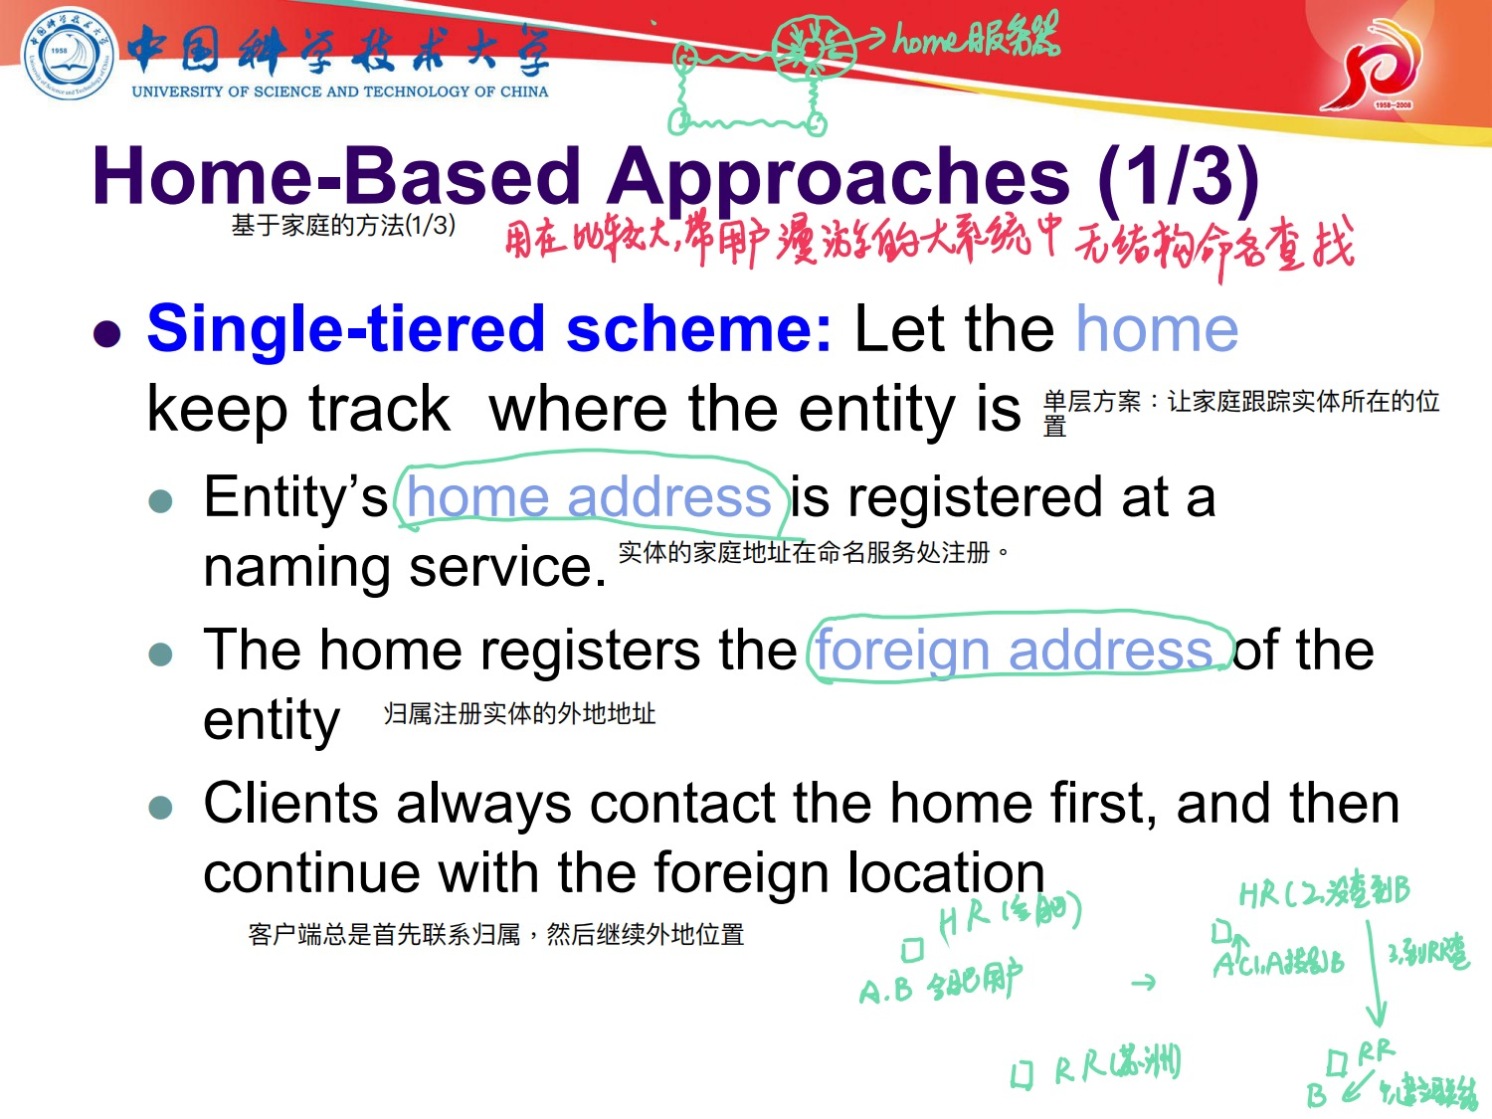 1958
中国科学技术大学
UNIVERSITY OF SCIENCE AND TECHNOLOGY OF CHINA
home服务器
1958-2008
Home-Based Approaches (1/3)
基于家庭的方法(1/3)
用在比较大,带用户漫游的大系统中 无结构命名查找
Single-tiered scheme: Let the home
keep track where the entity is
单层方案：让家庭跟踪实体所在的位
置
Entity’s home address is registered at a
naming service.
实体的家庭地址在命名服务处注册。
The home registers the foreign address of the
entity
归属注册实体的外地地址
Clients always contact the home first, and then
continue with the foreign location
客户端总是首先联系归属，然后继续外地位置
HR(合肥)
A.B 合肥用户
→
RR(苏洲)
HR(2.没查到B
A(1.A找B
3.到RR查
RR
B
4.建立联结